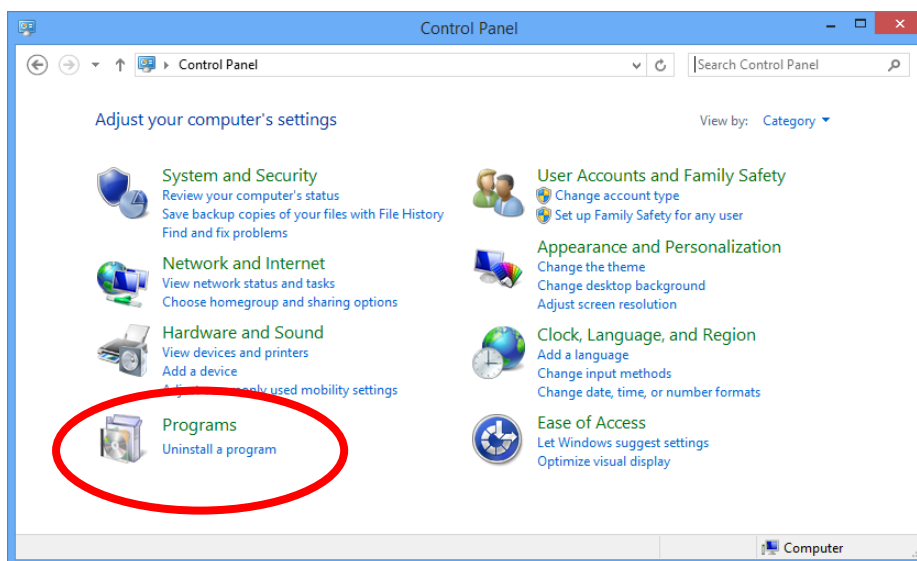 Control Panel
Control Panel
Search Control Panel
Adjust your computer's settings
View by: Category
System and Security
Review your computer's status
Save backup copies of your files with File History
Find and fix problems
Network and Internet
View network status and tasks
Choose homegroup and sharing options
Hardware and Sound
View devices and printers
Add a device
Adjust commonly used mobility settings
Programs
Uninstall a program
User Accounts and Family Safety
Change account type
Set up Family Safety for any user
Appearance and Personalization
Change the theme
Change desktop background
Adjust screen resolution
Clock, Language, and Region
Add a language
Change input methods
Change date, time, or number formats
Ease of Access
Let Windows suggest settings
Optimize visual display
Computer